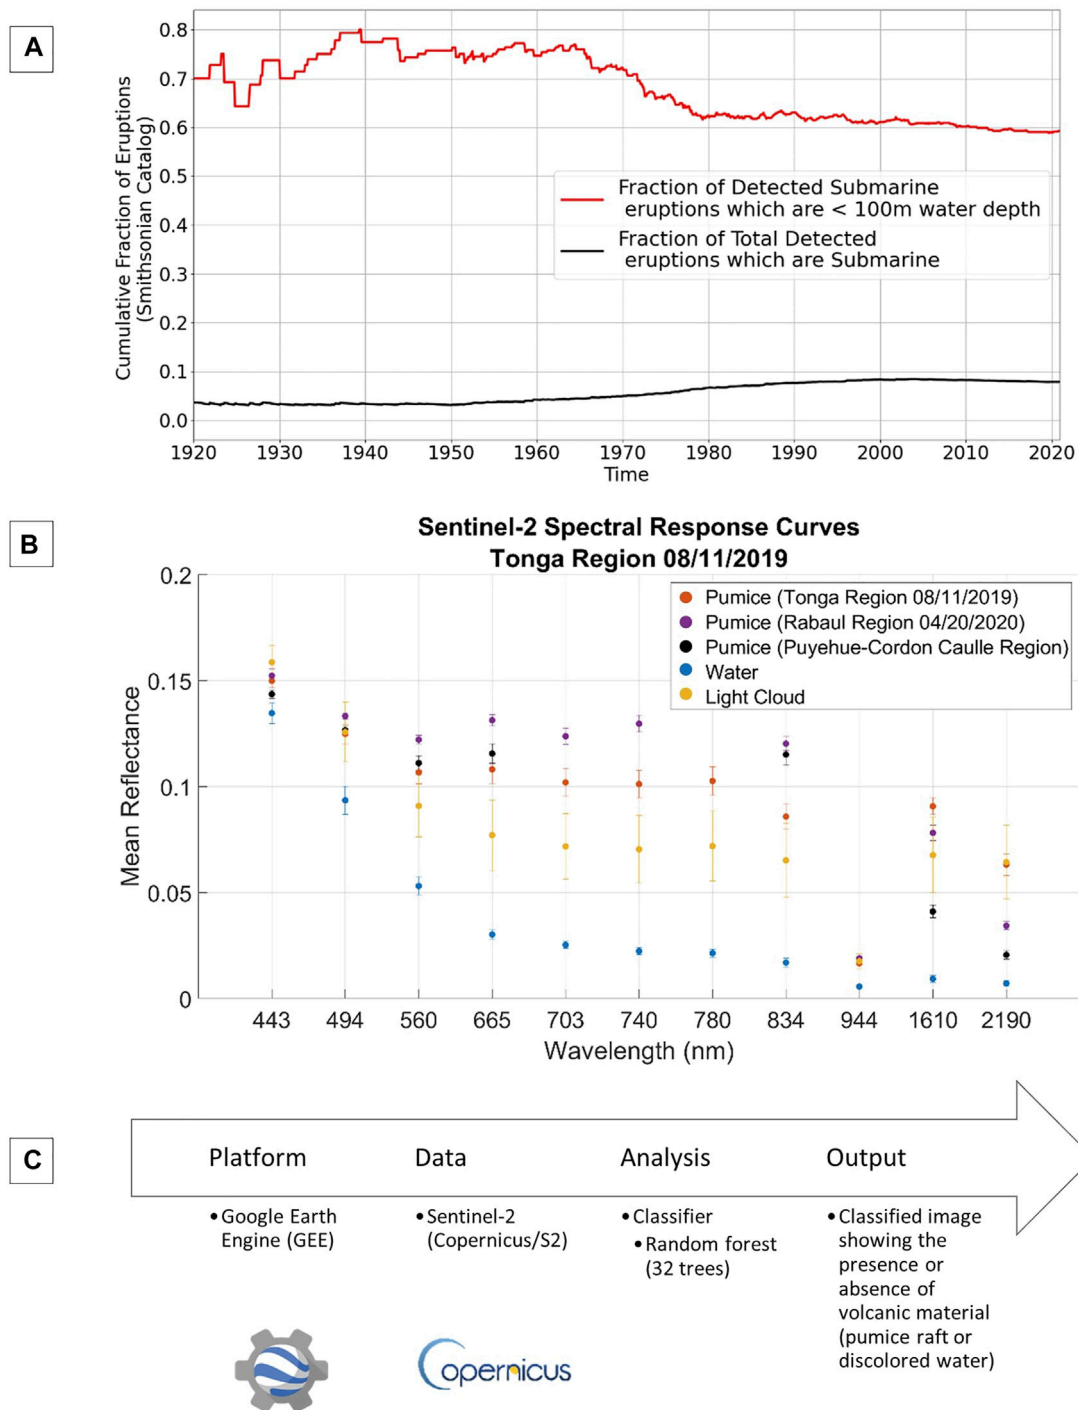 A
Cumulative Fraction of Eruptions
(Smithsonian Catalog)
0.8
0.7
0.6
0.5
0.4
0.3
0.2
0.1
0.0
Fraction of Detected Submarine
eruptions which are < 100m water depth
Fraction of Total Detected
eruptions which are Submarine
1920 1930 1940 1950 1960 1970 1980 1990 2000 2010 2020
Time
B
Sentinel-2 Spectral Response Curves
Tonga Region 08/11/2019
Mean Reflectance
0.2
0.15
0.1
0.05
0
Pumice (Tonga Region 08/11/2019)
Pumice (Rabaul Region 04/20/2020)
Pumice (Puyehue-Cordon Caulle Region)
Water
Light Cloud
443 494 560 665 703 740 780 834 944 1610 2190
Wavelength (nm)
C
Platform
• Google Earth
Engine (GEE)
Data
• Sentinel-2
(Copernicus/S2)
opernicus
Analysis
• Classifier
• Random forest
(32 trees)
Output
• Classified image
showing the
presence or
absence of
volcanic material
(pumice raft or
discolored water)